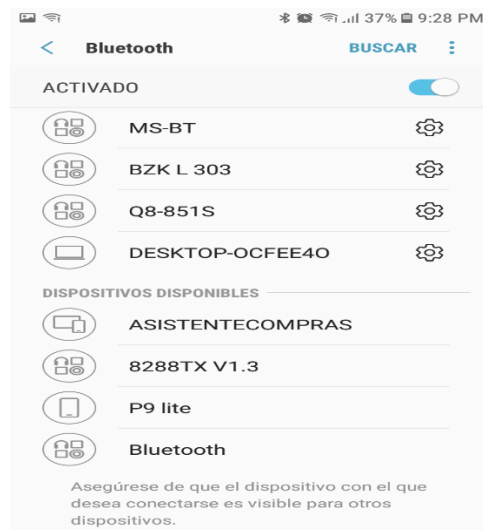 37% 9:28 PM
Bluetooth BUSCAR
ACTIVADO
MS-BT
BZK L 303
Q8-851S
DESKTOP-OCFEE4O
DISPOSITIVOS DISPONIBLES
ASISTENTECOMPRAS
8288TX V1.3
P9 lite
Bluetooth
Asegúrese de que el dispositivo con el que
desea conectarse es visible para otros
dispositivos.